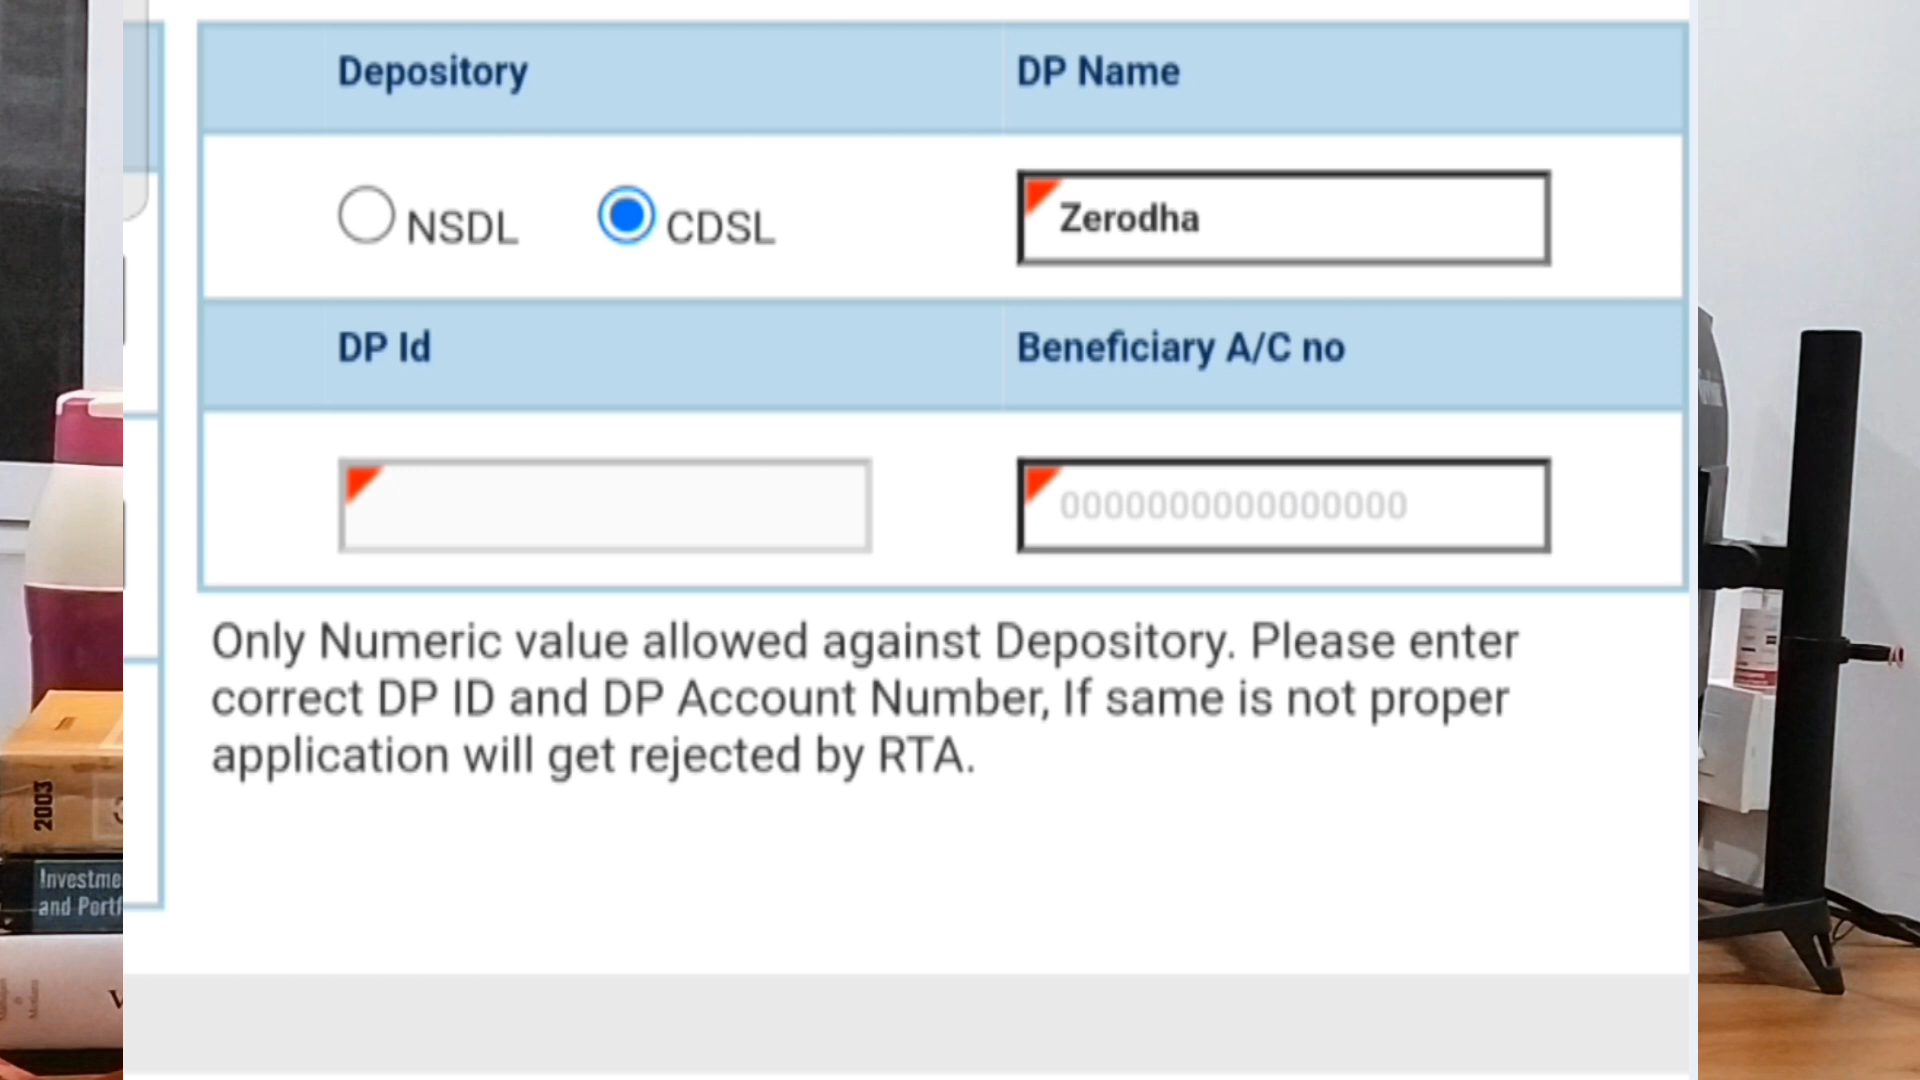 Depository
DP Name
NSDL
CDSL
Zerodha
DP Id
Beneficiary A/C no
0000000000000000
Only Numeric value allowed against Depository. Please enter
correct DP ID and DP Account Number, If same is not proper
application will get rejected by RTA.
2003
Investme
and Portf